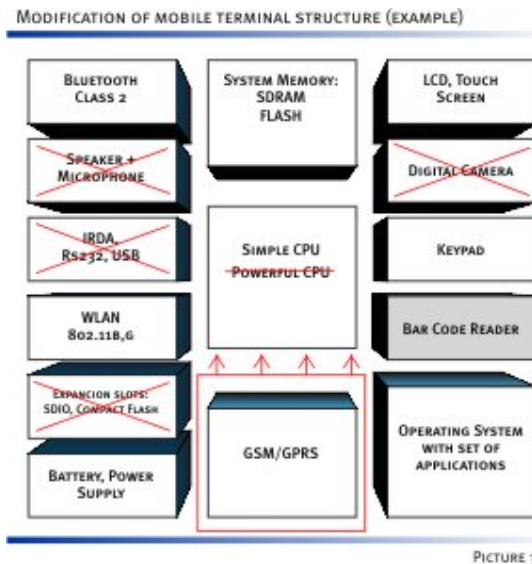 Modification of mobile terminal structure (example)
Bluetooth
Class 2
System Memory:
SDRAM
FLASH
LCD, Touch
Screen
Speaker +
Microphone
Digital Camera
IRDA,
Rs232, USB
Simple CPU
Powerful CPU
Keypad
WLAN
802.11b,g
Bar Code Reader
Expancion slots:
SDIO, Compact Flash
GSM/GPRS
Operating System
with set of
applications
Battery, Power
Supply
Picture 1